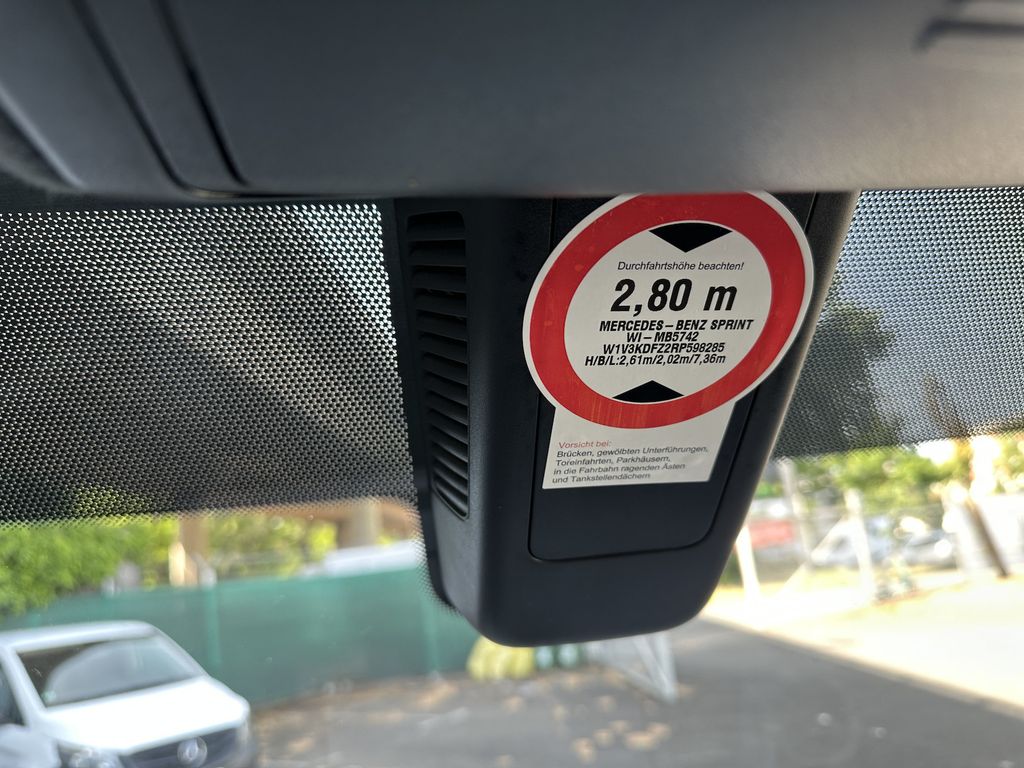 Durchfahrtshöhe beachten!
2,80 m
MERCEDES – BENZ SPRINT
WI – MB5742
W1V3KDFZ2RP598285
H/B/L:2,61m/2,02m/7,36m
Vorsicht bei:
Brücken, gewölbten Unterführungen,
Toreinfahrten, Parkhäusern,
in die Fahrbahn ragenden Ästen
und Tankstellendächern